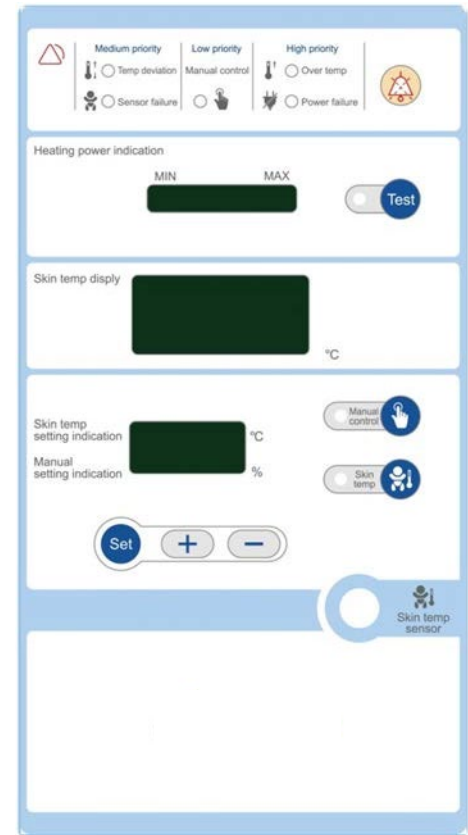 Medium priority
Low priority
High priority
Temp deviation
Manual control
Over temp
Sensor failure
Power failure
Heating power indication
MIN MAX
Test
Skin temp disply
°C
Manual
control
Skin temp
setting indication
°C
Manual
setting indication
%
Skin
temp
Set
+
−
Skin temp
sensor